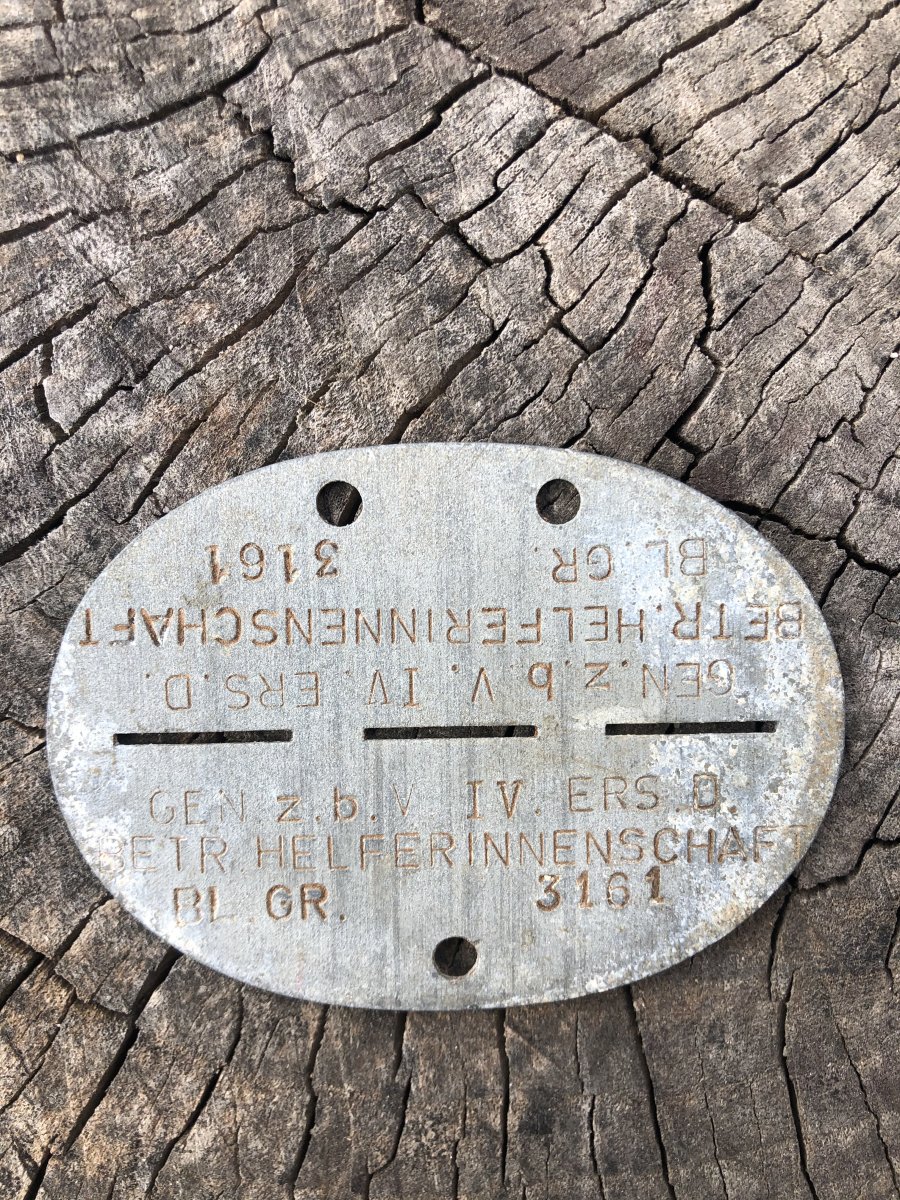 GEN.z.b.V. IV. ERS.D.
BETR.HELFERINNENSCHAFT
BL GR. 3161
GEN.z.b.V IV. ERS.D
BETR.HELFERINNENSCHAFT
BL.GR. 3161